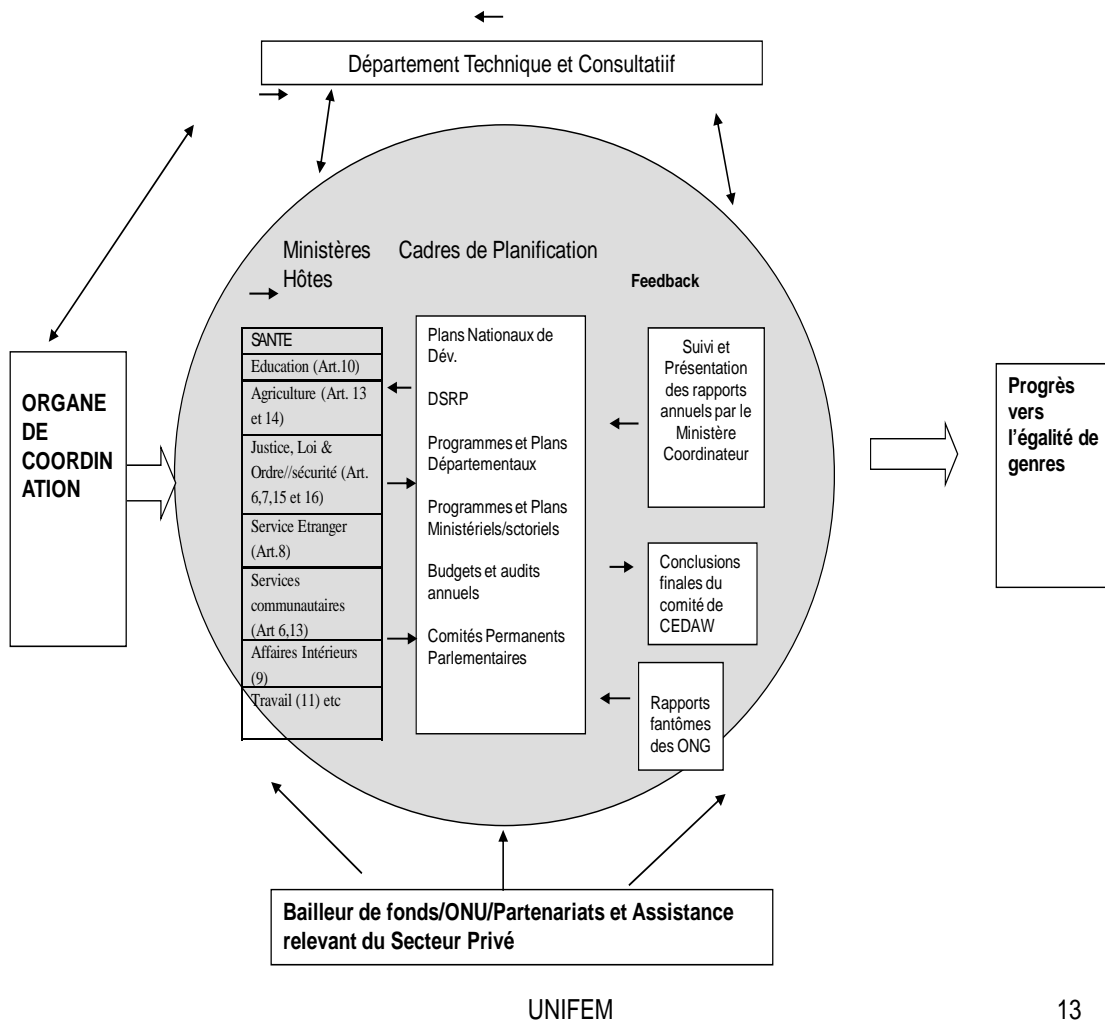 Département Technique et Consultatiif
Ministères
Hôtes
Cadres de Planification
Feedback
ORGANE
DE
COORDIN
ATION
SANTE
Education (Art.10)
Agriculture (Art. 13
et 14)
Justice, Loi &
Ordre//sécurité (Art.
6,7,15 et 16)
Service Etranger
(Art.8)
Services
communautaires
(Art 6,13)
Affaires Intérieurs
(9)
Travail (11) etc
Plans Nationaux de
Dév.
DSRP
Programmes et Plans
Départementaux
Programmes et Plans
Ministériels/sctoriels
Budgets et audits
annuels
Comités Permanents
Parlementaires
Suivi et
Présentation
des rapports
annuels par le
Ministère
Coordinateur
Conclusions
finales du
comité de
CEDAW
Rapports
fantômes
des ONG
Progrès
vers
l'égalité de
genres
Bailleur de fonds/ONU/Partenariats et Assistance
relevant du Secteur Privé
UNIFEM
13